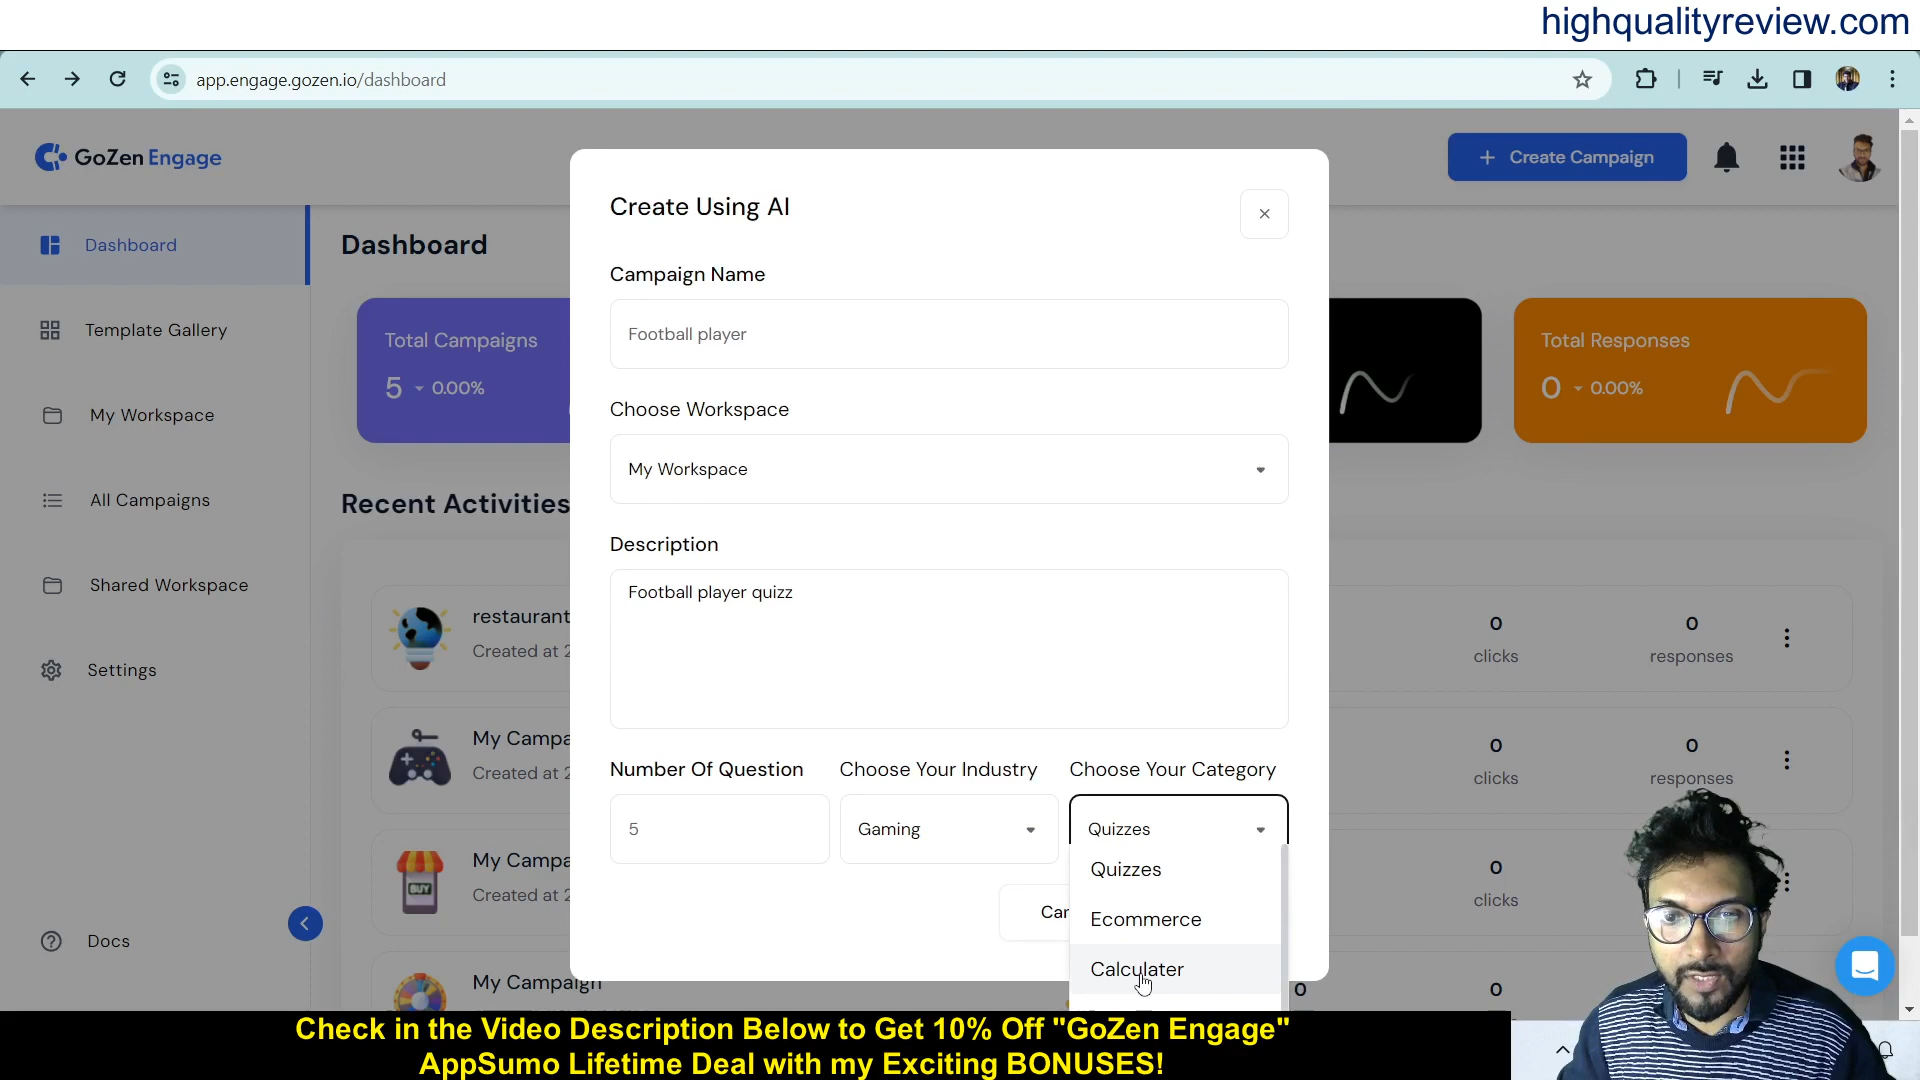 highqualityreview.com
app.engage.gozen.io/dashboard
GoZen Engage
+ Create Campaign
Dashboard
Template Gallery
My Workspace
All Campaigns
Shared Workspace
Settings
Docs
Dashboard
Total Campaigns
5 0.00%
Total Responses
0 0.00%
Recent Activities
restaurant
Created at 2
0
clicks
0
responses
My Campa
Created at 2
0
clicks
0
responses
My Campa
Created at 2
BUY
0
clicks
My Campaign
0
0
Create Using AI
Campaign Name
Football player
Choose Workspace
My Workspace
Description
Football player quizz
Number Of Question
5
Choose Your Industry
Gaming
Choose Your Category
Quizzes
Quizzes
Ecommerce
Calculater
Can
Check in the Video Description Below to Get 10% Off "GoZen Engage"
AppSumo Lifetime Deal with my Exciting BONUSES!